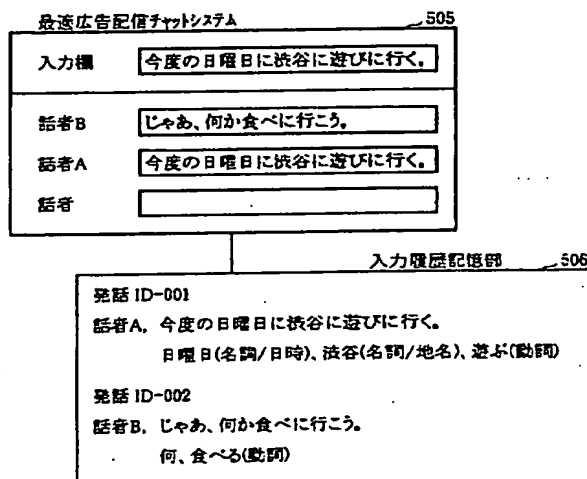 最適広告配信チャットシステム 505
入力欄 今度の日曜日に渋谷に遊びに行く。
話者B じゃあ、何か食べに行こう。
話者A 今度の日曜日に渋谷に遊びに行く。
話者
入力履歴記憶部 506
発話 ID-001
話者A, 今度の日曜日に渋谷に遊びに行く。
日曜日(名詞/日時)、渋谷(名詞/地名)、遊ぶ(動詞)
発話 ID-002
話者B, じゃあ、何か食べに行こう。
何、食べる(動詞)